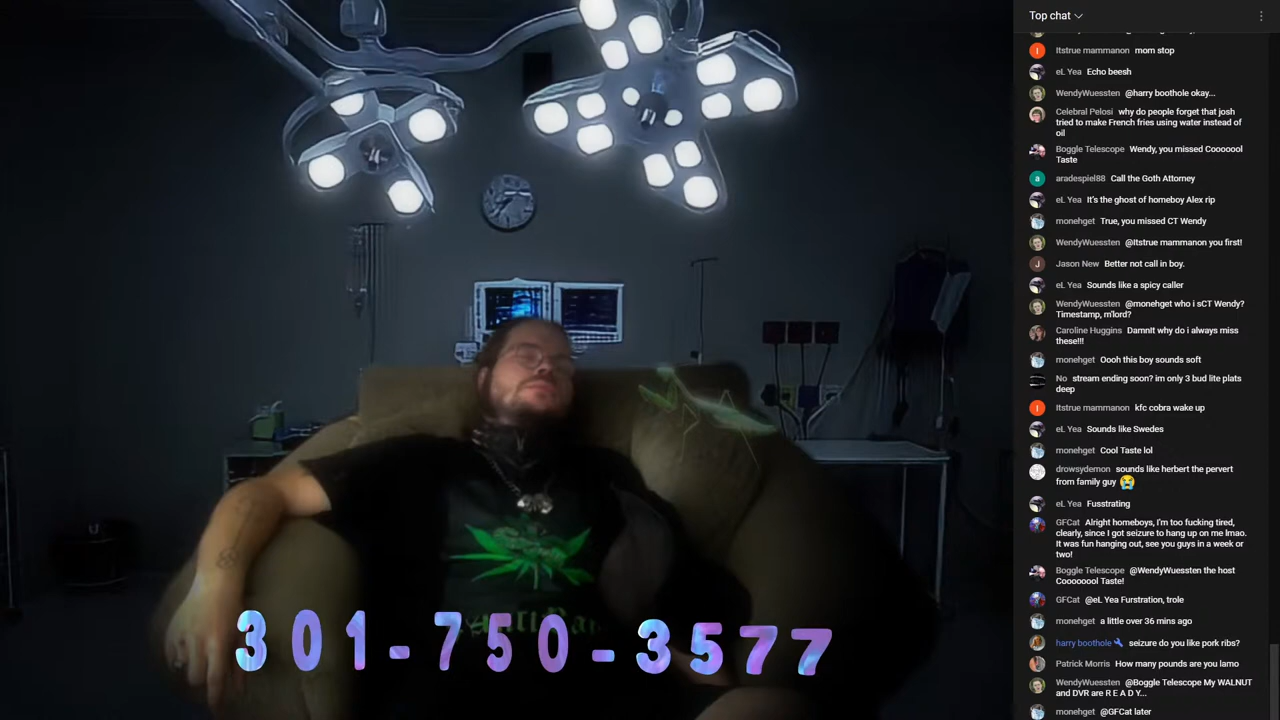 Top chat
Itstrue mammanon mom stop
eL Yea Echo beesh
WendyWuessten @harry boothole okay...
Celebral Pelosi why do people forget that josh
tried to make French fries using water instead of
oil
Boggle Telescope Wendy, you missed Cooooool
Taste
aradespiel88 Call the Goth Attorney
eL Yea It's the ghost of homeboy Alex rip
monehget True, you missed CT Wendy
WendyWuessten @Itstrue mammanon you first!
Jason New Better not call in boy.
eL Yea Sounds like a spicy caller
WendyWuessten @monehget who i sCT Wendy?
Timestamp, m'lord?
Caroline Huggins DamnIt why do i always miss
these!!!
monehget Oooh this boy sounds soft
No stream ending soon? im only 3 bud lite plats
deep
Itstrue mammanon kfc cobra wake up
eL Yea Sounds like Swedes
monehget Cool Taste lol
drowsydemon sounds like herbert the pervert
from family guy 😭
eL Yea Fusstrating
GFCat Alright homeboys, I'm too fucking tired,
clearly, since I got seizure to hang up on me lmao.
It was fun hanging out, see you guys in a week or
two!
Boggle Telescope @WendyWuessten the host
Coooooool Taste!
GFCat @eL Yea Furstration, trole
monehget a little over 36 mins ago
harry boothole seizure do you like pork ribs?
Patrick Morris How many pounds are you lamo
WendyWuessten @Boggle Telescope My WALNUT
and DVR are R E A D Y...
monehget @GFCat later
301-750-3577